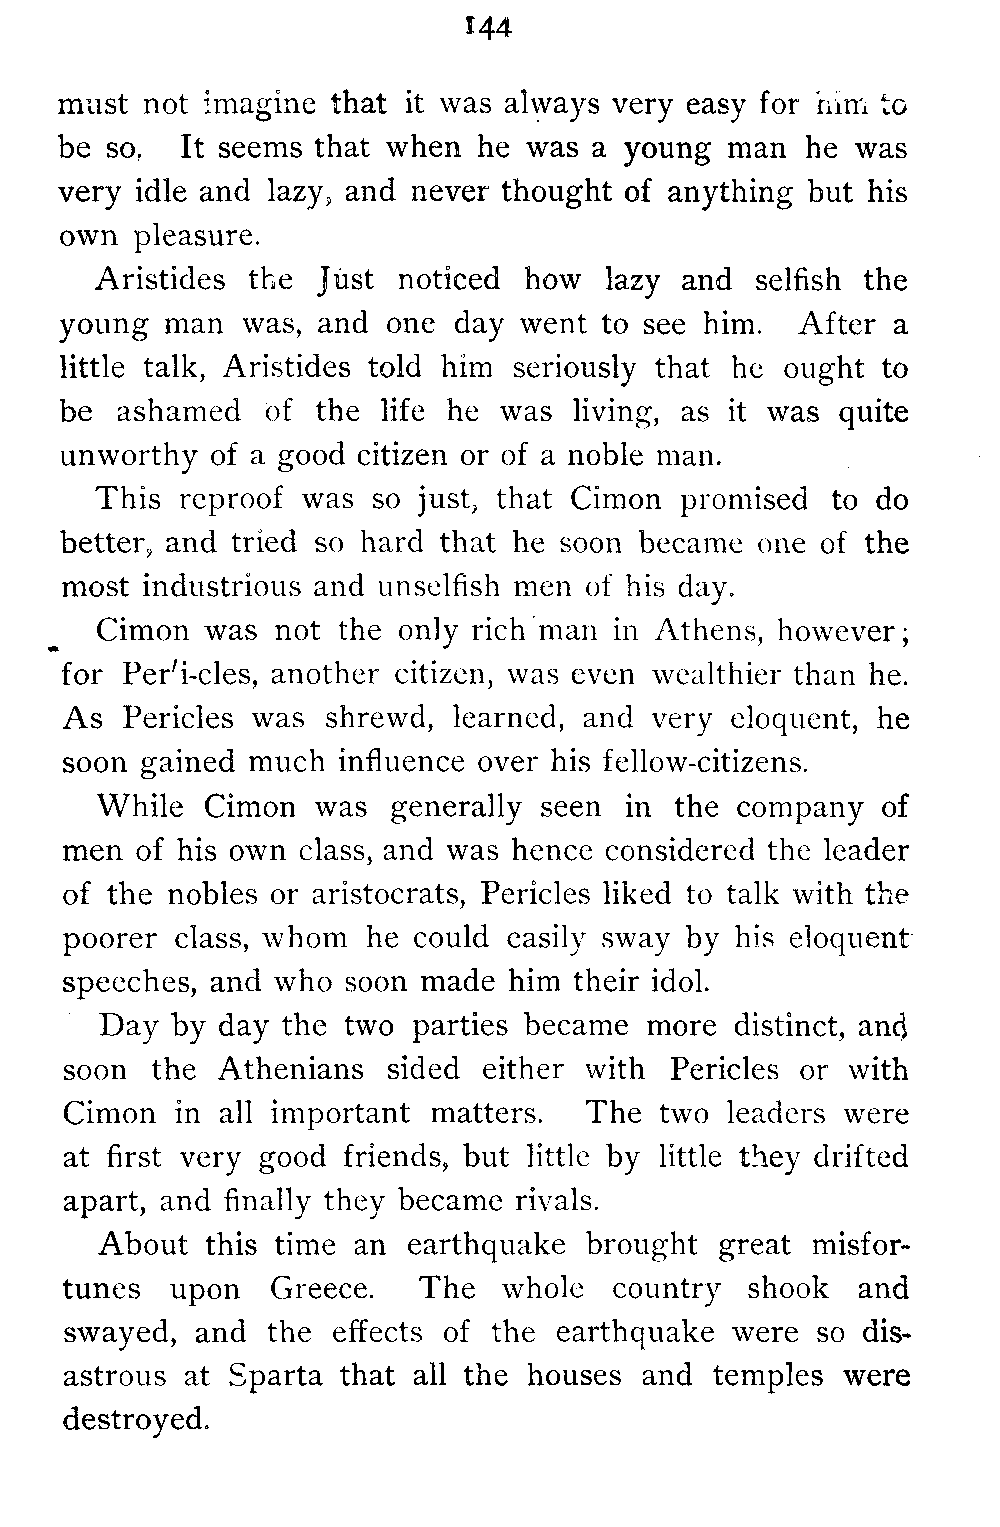 144
must not imagine that it was always very easy for him to
be so. It seems that when he was a young man he was
very idle and lazy, and never thought of anything but his
own pleasure.
Aristides the Just noticed how lazy and selfish the
young man was, and one day went to see him. After a
little talk, Aristides told him seriously that he ought to
be ashamed of the life he was living, as it was quite
unworthy of a good citizen or of a noble man.
This reproof was so just, that Cimon promised to do
better, and tried so hard that he soon became one of the
most industrious and unselfish men of his day.
Cimon was not the only rich man in Athens, however;
for Per′i-cles, another citizen, was even wealthier than he.
As Pericles was shrewd, learned, and very eloquent, he
soon gained much influence over his fellow-citizens.
While Cimon was generally seen in the company of
men of his own class, and was hence considered the leader
of the nobles or aristocrats, Pericles liked to talk with the
poorer class, whom he could easily sway by his eloquent
speeches, and who soon made him their idol.
Day by day the two parties became more distinct, and
soon the Athenians sided either with Pericles or with
Cimon in all important matters. The two leaders were
at first very good friends, but little by little they drifted
apart, and finally they became rivals.
About this time an earthquake brought great misfor-
tunes upon Greece. The whole country shook and
swayed, and the effects of the earthquake were so dis-
astrous at Sparta that all the houses and temples were
destroyed.